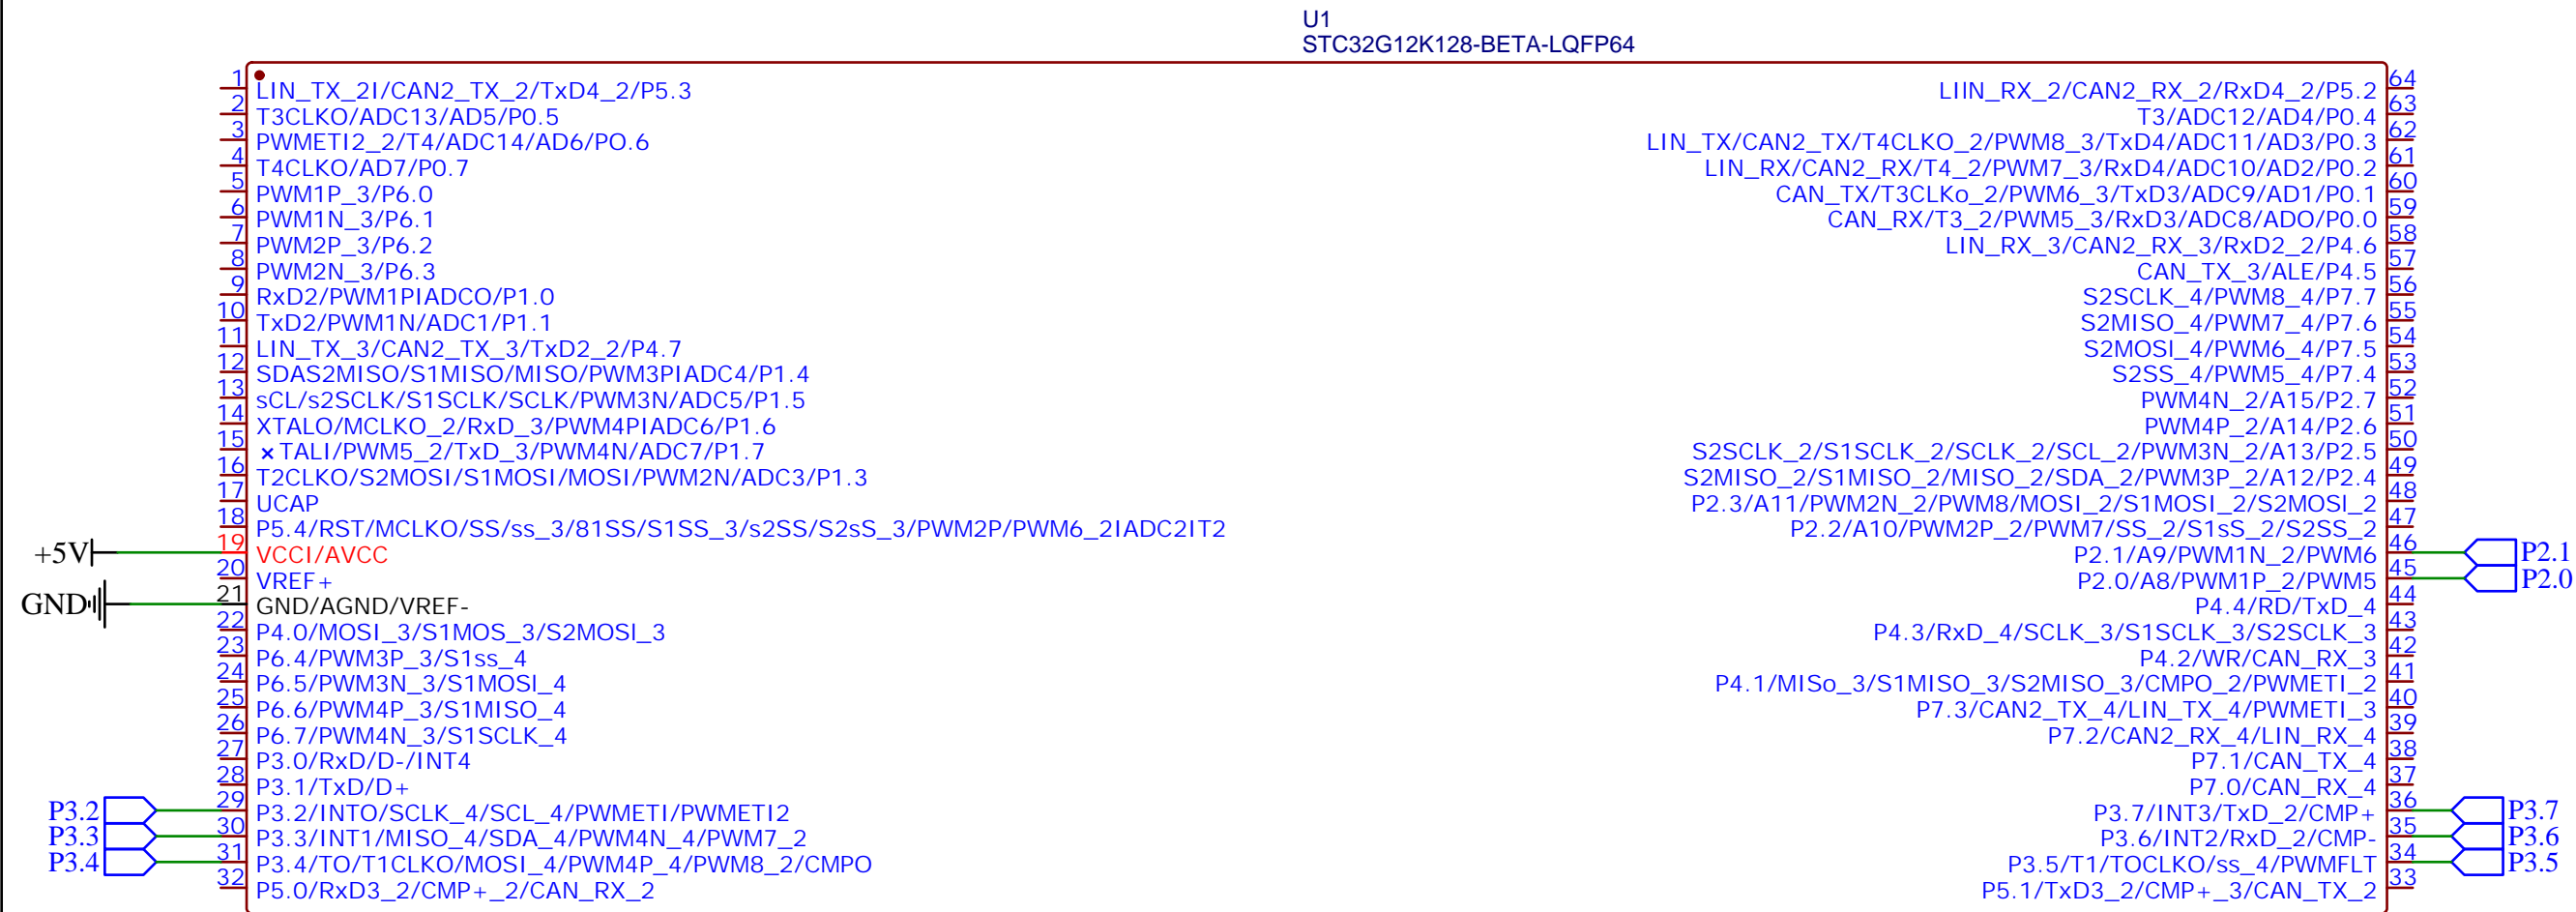 U1
STC32G12K128-BETA-LQFP64
1 LIN_TX_2I/CAN2_TX_2/TxD4_2/P5.3
2 T3CLKO/ADC13/AD5/P0.5
3 PWMETI2_2/T4/ADC14/AD6/PO.6
4 T4CLKO/AD7/P0.7
5 PWM1P_3/P6.0
6 PWM1N_3/P6.1
7 PWM2P_3/P6.2
8 PWM2N_3/P6.3
9 RxD2/PWM1PIADCO/P1.0
10 TxD2/PWM1N/ADC1/P1.1
11 LIN_TX_3/CAN2_TX_3/TxD2_2/P4.7
12 SDAS2MISO/S1MISO/MISO/PWM3PIADC4/P1.4
13 sCL/s2SCLK/S1SCLK/SCLK/PWM3N/ADC5/P1.5
14 XTALO/MCLKO_2/RxD_3/PWM4PIADC6/P1.6
15 ×TALI/PWM5_2/TxD_3/PWM4N/ADC7/P1.7
16 T2CLKO/S2MOSI/S1MOSI/MOSI/PWM2N/ADC3/P1.3
17 UCAP
18 P5.4/RST/MCLKO/SS/ss_3/81SS/S1SS_3/s2SS/S2sS_3/PWM2P/PWM6_2IADC2IT2
+5V 19 VCCI/AVCC
20 VREF+
GND 21 GND/AGND/VREF-
22 P4.0/MOSI_3/S1MOS_3/S2MOSI_3
23 P6.4/PWM3P_3/S1ss_4
24 P6.5/PWM3N_3/S1MOSI_4
25 P6.6/PWM4P_3/S1MISO_4
26 P6.7/PWM4N_3/S1SCLK_4
27 P3.0/RxD/D-/INT4
28 P3.1/TxD/D+
P3.2 29 P3.2/INTO/SCLK_4/SCL_4/PWMETI/PWMETI2
P3.3 30 P3.3/INT1/MISO_4/SDA_4/PWM4N_4/PWM7_2
P3.4 31 P3.4/TO/T1CLKO/MOSI_4/PWM4P_4/PWM8_2/CMPO
32 P5.0/RxD3_2/CMP+_2/CAN_RX_2
LIIN_RX_2/CAN2_RX_2/RxD4_2/P5.2 64
T3/ADC12/AD4/P0.4 63
LIN_TX/CAN2_TX/T4CLKO_2/PWM8_3/TxD4/ADC11/AD3/P0.3 62
LIN_RX/CAN2_RX/T4_2/PWM7_3/RxD4/ADC10/AD2/P0.2 61
CAN_TX/T3CLKo_2/PWM6_3/TxD3/ADC9/AD1/P0.1 60
CAN_RX/T3_2/PWM5_3/RxD3/ADC8/ADO/P0.0 59
LIN_RX_3/CAN2_RX_3/RxD2_2/P4.6 58
CAN_TX_3/ALE/P4.5 57
S2SCLK_4/PWM8_4/P7.7 56
S2MISO_4/PWM7_4/P7.6 55
S2MOSI_4/PWM6_4/P7.5 54
S2SS_4/PWM5_4/P7.4 53
PWM4N_2/A15/P2.7 52
PWM4P_2/A14/P2.6 51
S2SCLK_2/S1SCLK_2/SCLK_2/SCL_2/PWM3N_2/A13/P2.5 50
S2MISO_2/S1MISO_2/MISO_2/SDA_2/PWM3P_2/A12/P2.4 49
P2.3/A11/PWM2N_2/PWM8/MOSI_2/S1MOSI_2/S2MOSI_2 48
P2.2/A10/PWM2P_2/PWM7/SS_2/S1sS_2/S2SS_2 47
P2.1/A9/PWM1N_2/PWM6 46 P2.1
P2.0/A8/PWM1P_2/PWM5 45 P2.0
P4.4/RD/TxD_4 44
P4.3/RxD_4/SCLK_3/S1SCLK_3/S2SCLK_3 43
P4.2/WR/CAN_RX_3 42
P4.1/MISo_3/S1MISO_3/S2MISO_3/CMPO_2/PWMETI_2 41
P7.3/CAN2_TX_4/LIN_TX_4/PWMETI_3 40
P7.2/CAN2_RX_4/LIN_RX_4 39
P7.1/CAN_TX_4 38
P7.0/CAN_RX_4 37
P3.7/INT3/TxD_2/CMP+ 36 P3.7
P3.6/INT2/RxD_2/CMP- 35 P3.6
P3.5/T1/TOCLKO/ss_4/PWMFLT 34 P3.5
P5.1/TxD3_2/CMP+_3/CAN_TX_2 33